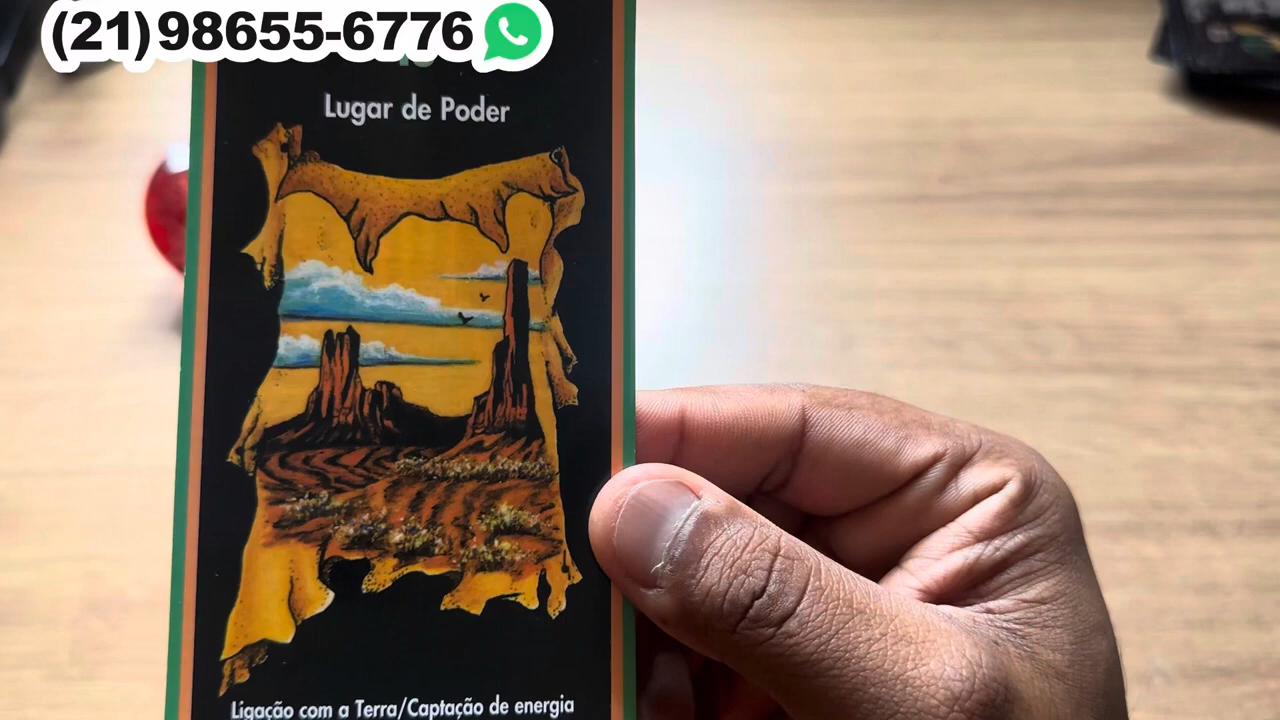 (21) 98655-6776
Lugar de Poder
Ligação com a Terra/Captação de energia